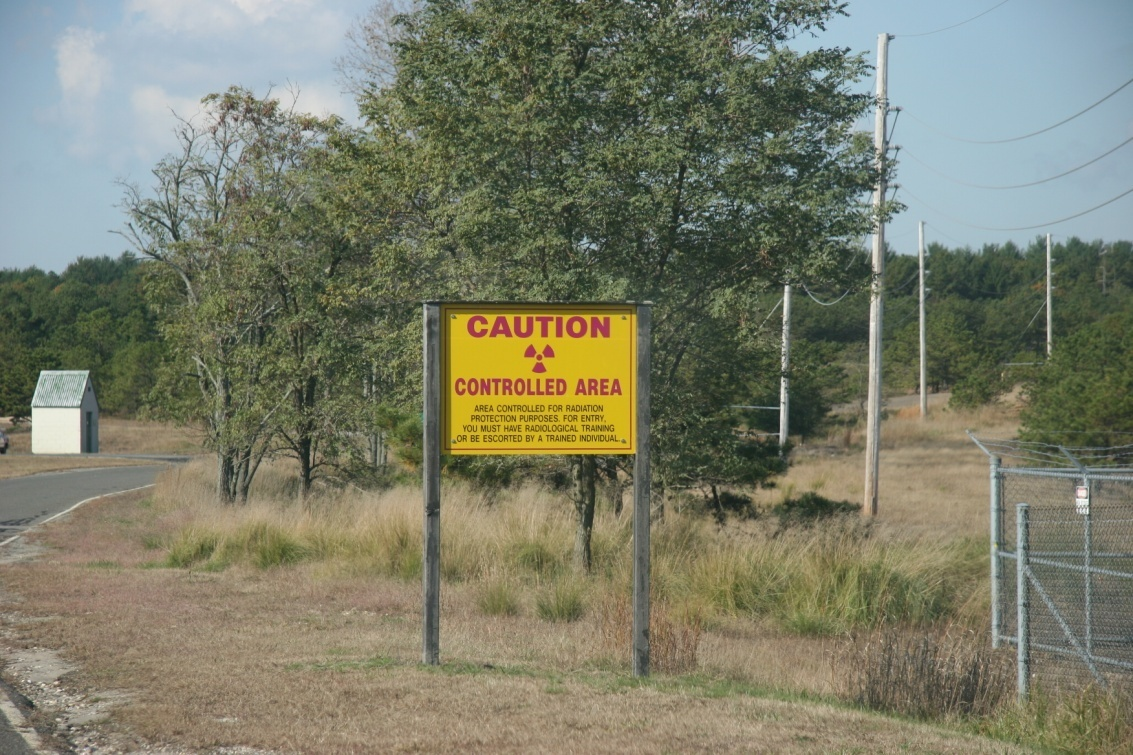 CAUTION
CONTROLLED AREA
AREA CONTROLLED FOR RADIATION
PROTECTION PURPOSES. FOR ENTRY,
YOU MUST HAVE RADIOLOGICAL TRAINING
OR BE ESCORTED BY A TRAINED INDIVIDUAL.